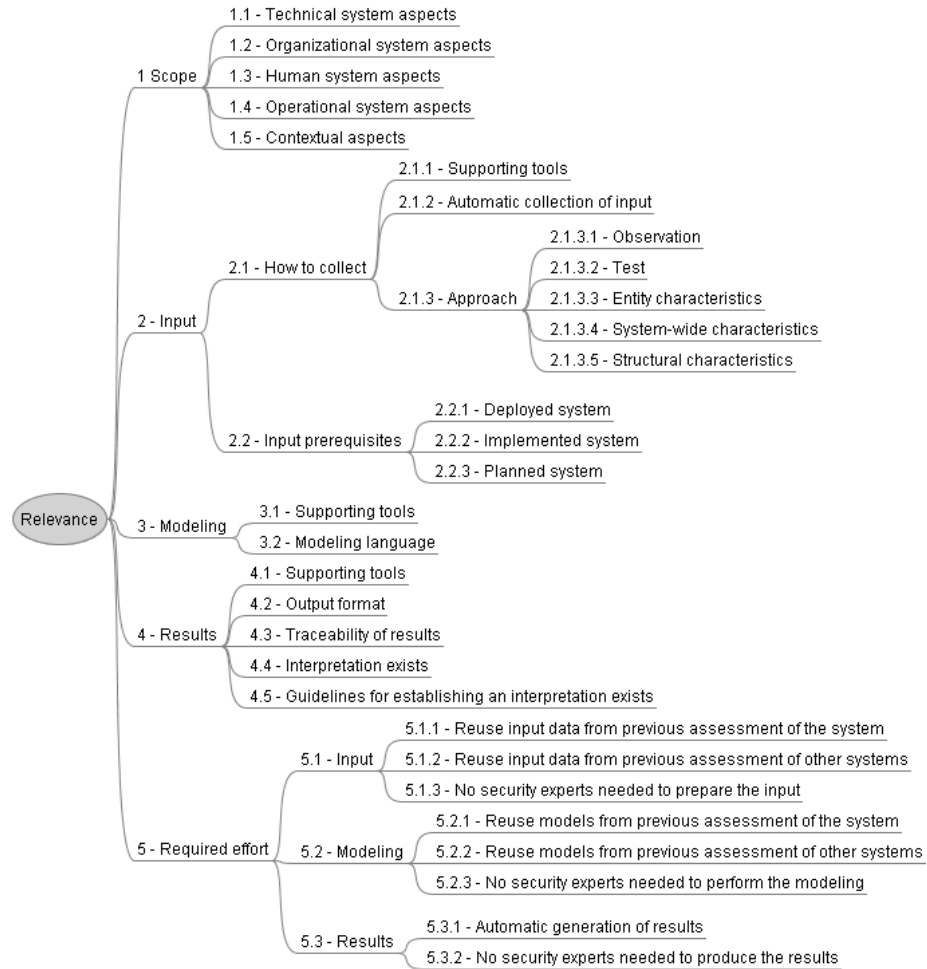 Relevance
1 Scope
1.1 - Technical system aspects
1.2 - Organizational system aspects
1.3 - Human system aspects
1.4 - Operational system aspects
1.5 - Contextual aspects
2 - Input
2.1 - How to collect
2.1.1 - Supporting tools
2.1.2 - Automatic collection of input
2.1.3 - Approach
2.1.3.1 - Observation
2.1.3.2 - Test
2.1.3.3 - Entity characteristics
2.1.3.4 - System-wide characteristics
2.1.3.5 - Structural characteristics
2.2 - Input prerequisites
2.2.1 - Deployed system
2.2.2 - Implemented system
2.2.3 - Planned system
3 - Modeling
3.1 - Supporting tools
3.2 - Modeling language
4 - Results
4.1 - Supporting tools
4.2 - Output format
4.3 - Traceability of results
4.4 - Interpretation exists
4.5 - Guidelines for establishing an interpretation exists
5 - Required effort
5.1 - Input
5.1.1 - Reuse input data from previous assessment of the system
5.1.2 - Reuse input data from previous assessment of other systems
5.1.3 - No security experts needed to prepare the input
5.2 - Modeling
5.2.1 - Reuse models from previous assessment of the system
5.2.2 - Reuse models from previous assessment of other systems
5.2.3 - No security experts needed to perform the modeling
5.3 - Results
5.3.1 - Automatic generation of results
5.3.2 - No security experts needed to produce the results